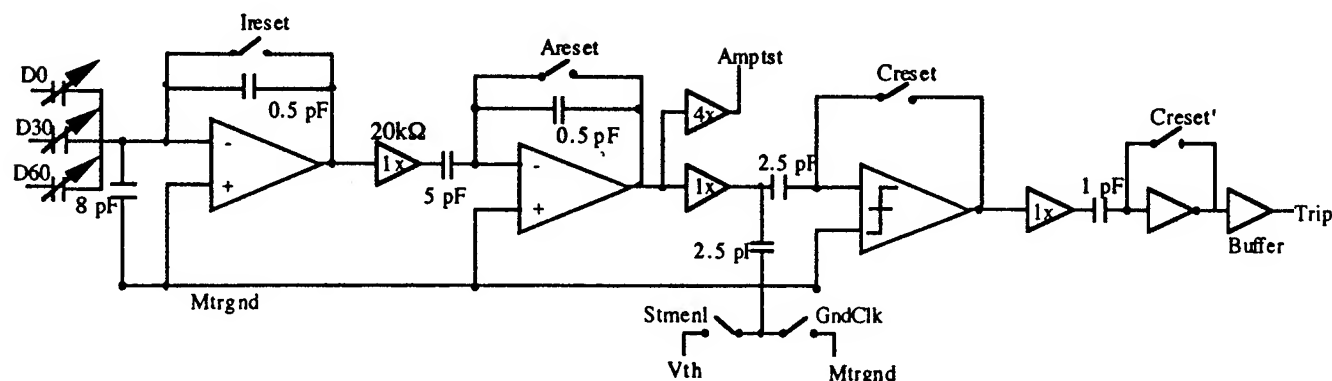 Ireset
D0
0.5 pF
D30
D60
8 pF
-
+
20kΩ
1x
5 pF
Areset
0.5 pF
-
+
Amptst
4x
1x
2.5 pF
2.5 pF
Creset
1x
1 pF
Creset'
Buffer
Trip
Mtrgnd
Stmenl
GndClk
Vth
Mtrgnd